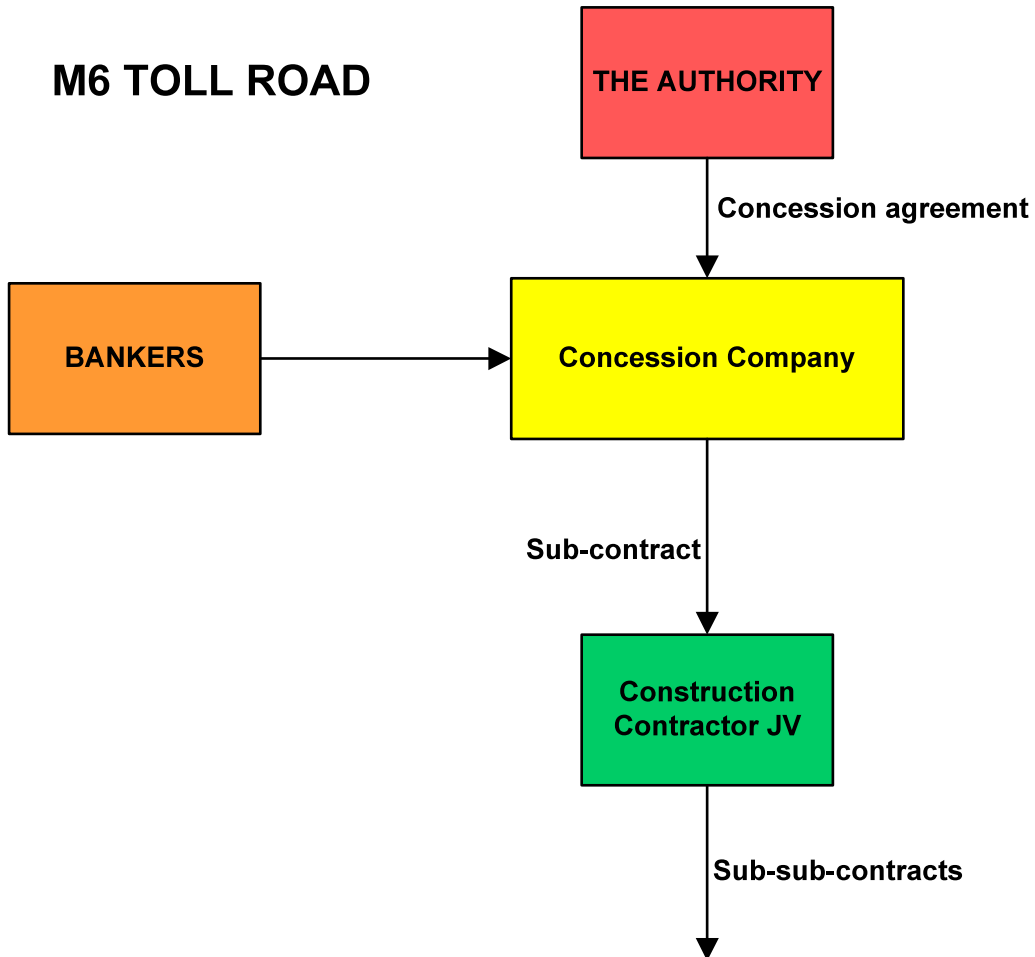 M6 TOLL ROAD
THE AUTHORITY
Concession agreement
BANKERS
Concession Company
Sub-contract
Construction
Contractor JV
Sub-sub-contracts